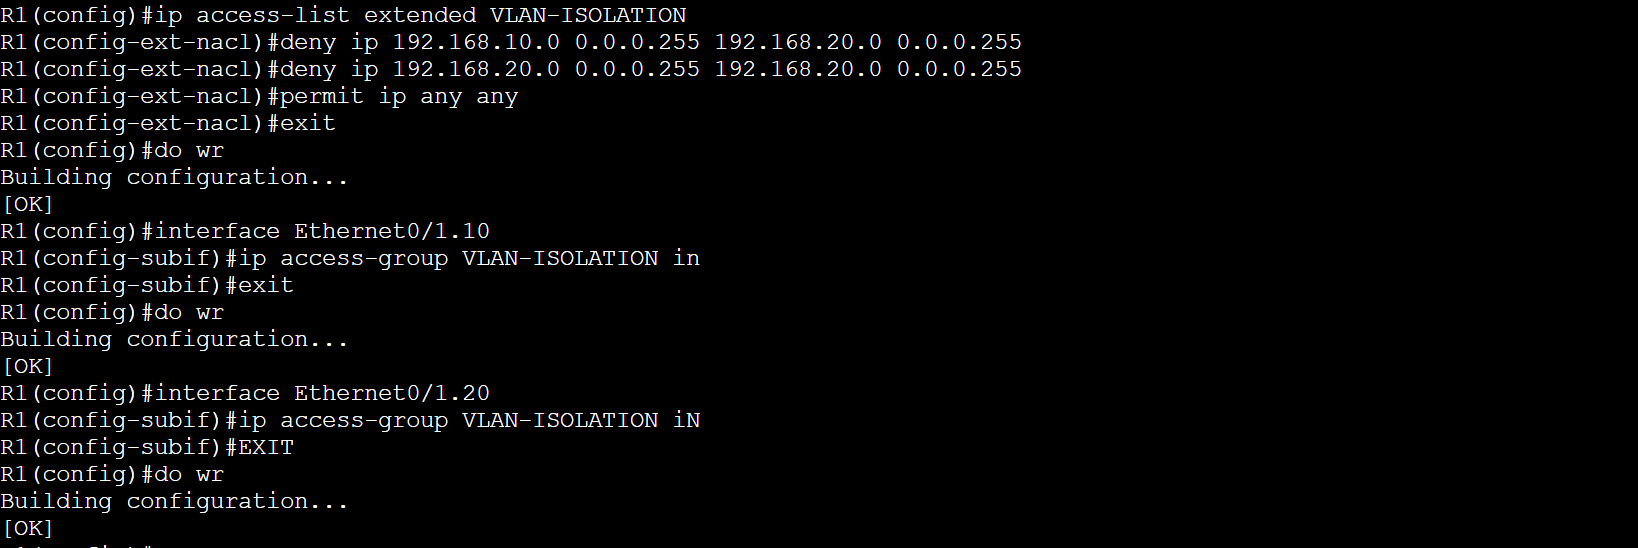 R1(config)#ip access-list extended VLAN-ISOLATION
R1(config-ext-nacl)#deny ip 192.168.10.0 0.0.0.255 192.168.20.0 0.0.0.255
R1(config-ext-nacl)#deny ip 192.168.20.0 0.0.0.255 192.168.20.0 0.0.0.255
R1(config-ext-nacl)#permit ip any any
R1(config-ext-nacl)#exit
R1(config)#do wr
Building configuration...
[OK]
R1(config)#interface Ethernet0/1.10
R1(config-subif)#ip access-group VLAN-ISOLATION in
R1(config-subif)#exit
R1(config)#do wr
Building configuration...
[OK]
R1(config)#interface Ethernet0/1.20
R1(config-subif)#ip access-group VLAN-ISOLATION iN
R1(config-subif)#EXIT
R1(config)#do wr
Building configuration...
[OK]